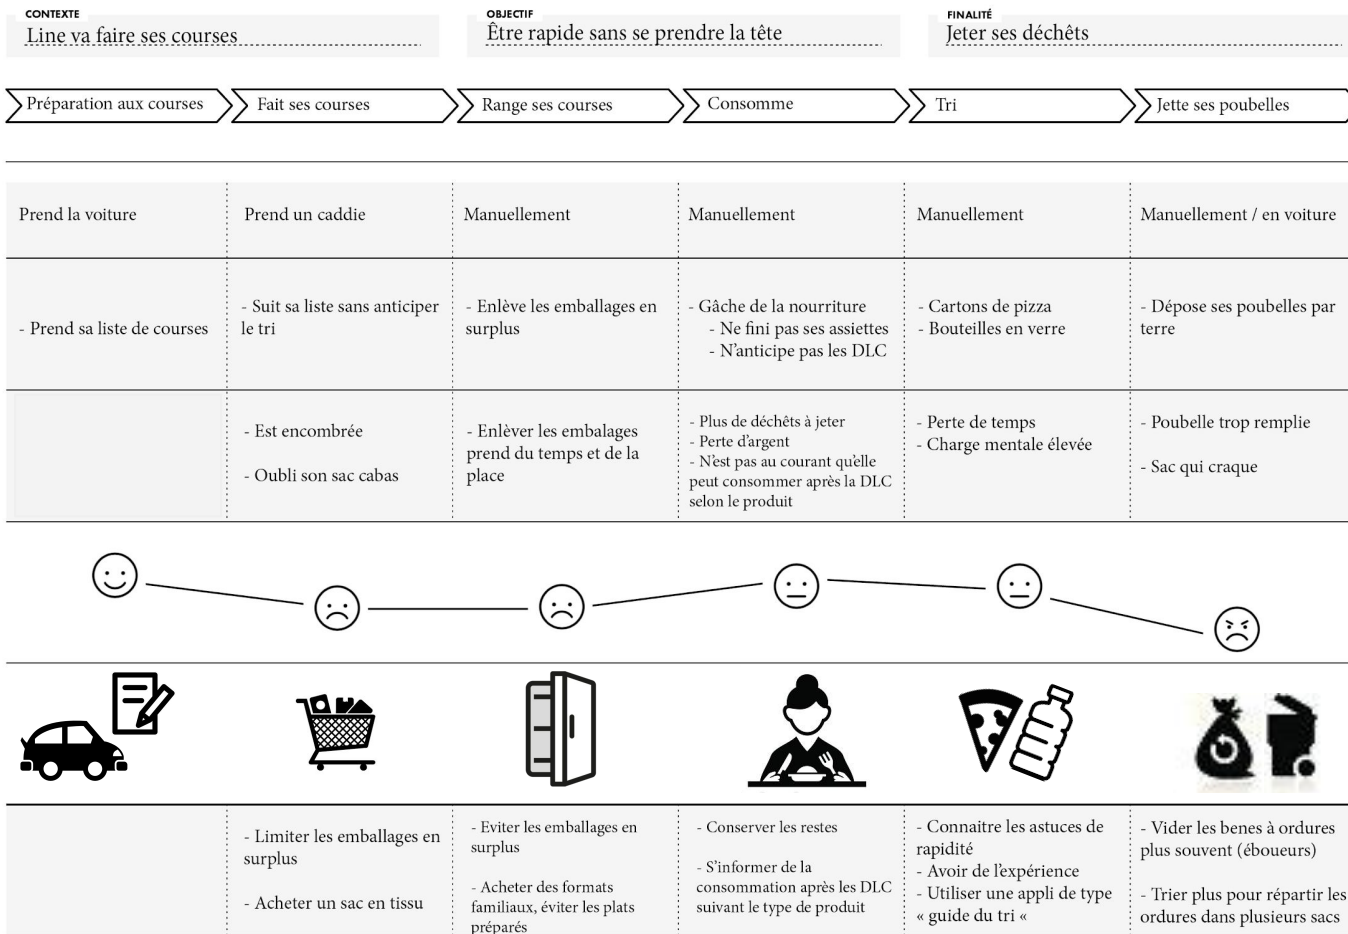 CONTEXTE
Line va faire ses courses
OBJECTIF
Être rapide sans se prendre la tête
FINALITÉ
Jeter ses déchêts
Préparation aux courses
Fait ses courses
Range ses courses
Consomme
Tri
Jette ses poubelles
Prend la voiture
Prend un caddie
Manuellement
Manuellement
Manuellement
Manuellement / en voiture
- Prend sa liste de courses
- Suit sa liste sans anticiper
le tri
- Enlève les emballages en
surplus
- Gâche de la nourriture
- Ne fini pas ses assiettes
- N'anticipe pas les DLC
- Cartons de pizza
- Bouteilles en verre
- Dépose ses poubelles par
terre
- Est encombrée
- Oubli son sac cabas
- Enlèver les embalages
prend du temps et de la
place
- Plus de déchêts à jeter
- Perte d'argent
- N'est pas au courant qu'elle
peut consommer après la DLC
selon le produit
- Perte de temps
- Charge mentale élevée
- Poubelle trop remplie
- Sac qui craque
- Limiter les emballages en
surplus
- Acheter un sac en tissu
- Eviter les emballages en
surplus
- Acheter des formats
familiaux, éviter les plats
préparés
- Conserver les restes
- S'informer de la
consommation après les DLC
suivant le type de produit
- Connaitre les astuces de
rapidité
- Avoir de l'expérience
- Utiliser une appli de type
« guide du tri «
- Vider les benes à ordures
plus souvent (éboueurs)
- Trier plus pour répartir les
ordures dans plusieurs sacs